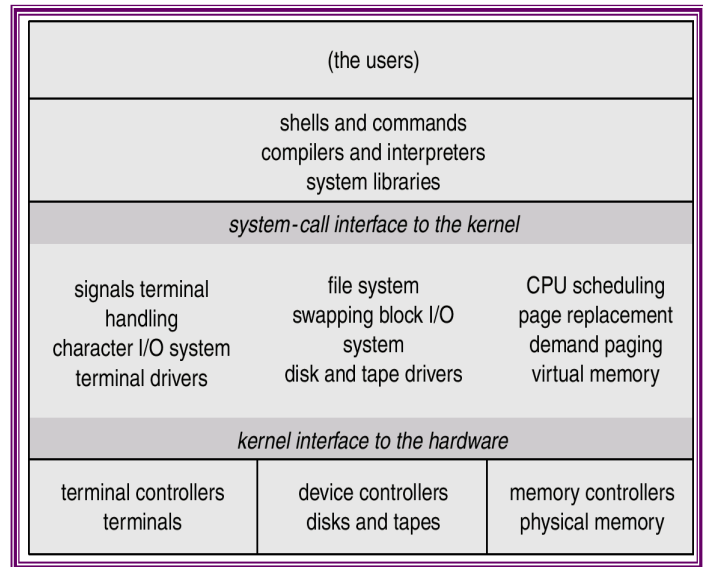 (the users)
shells and commands
compilers and interpreters
system libraries
system-call interface to the kernel
signals terminal
handling
character I/O system
terminal drivers
file system
swapping block I/O
system
disk and tape drivers
CPU scheduling
page replacement
demand paging
virtual memory
kernel interface to the hardware
terminal controllers
terminals
device controllers
disks and tapes
memory controllers
physical memory